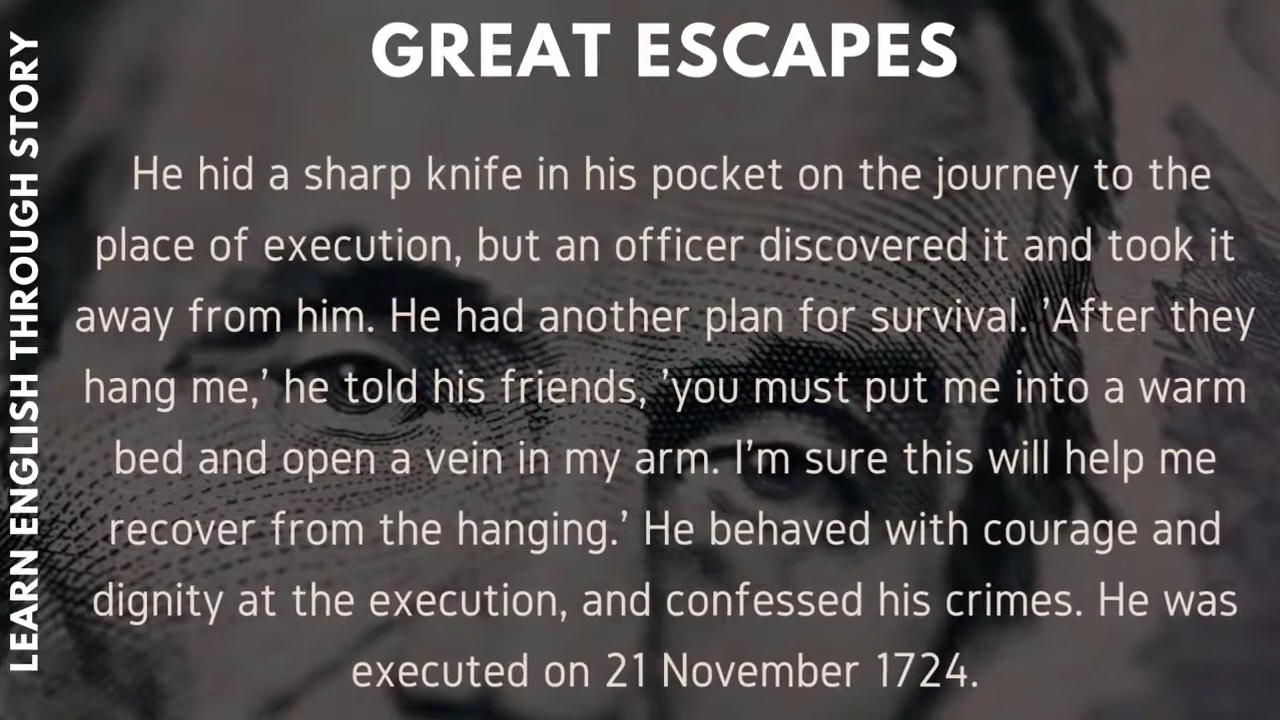 GREAT ESCAPES
LEARN ENGLISH THROUGH STORY
He hid a sharp knife in his pocket on the journey to the
place of execution, but an officer discovered it and took it
away from him. He had another plan for survival. ’After they
hang me,’ he told his friends, ’you must put me into a warm
bed and open a vein in my arm. I’m sure this will help me
recover from the hanging.’ He behaved with courage and
dignity at the execution, and confessed his crimes. He was
executed on 21 November 1724.